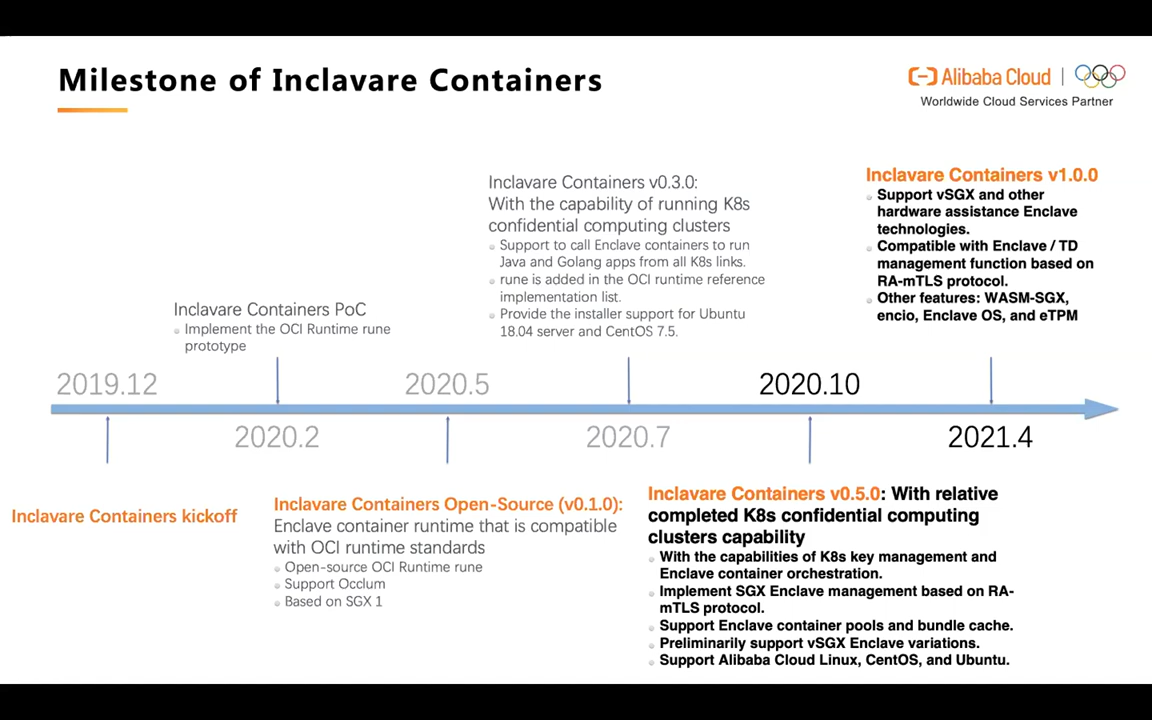 Milestone of Inclavare Containers
Alibaba Cloud
Worldwide Cloud Services Partner
Inclavare Containers PoC
Implement the OCI Runtime rune
prototype
Inclavare Containers v0.3.0:
With the capability of running K8s
confidential computing clusters
Support to call Enclave containers to run
Java and Golang apps from all K8s links.
rune is added in the OCI runtime reference
implementation list.
Provide the installer support for Ubuntu
18.04 server and CentOS 7.5.
Inclavare Containers v1.0.0
Support vSGX and other
hardware assistance Enclave
technologies.
Compatible with Enclave / TD
management function based on
RA-mTLS protocol.
Other features: WASM-SGX,
encio, Enclave OS, and eTPM
2019.12
2020.5
2020.10
2020.2
2020.7
2021.4
Inclavare Containers kickoff
Inclavare Containers Open-Source (v0.1.0):
Enclave container runtime that is compatible
with OCI runtime standards
Open-source OCI Runtime rune
Support Occlum
Based on SGX 1
Inclavare Containers v0.5.0: With relative
completed K8s confidential computing
clusters capability
With the capabilities of K8s key management and
Enclave container orchestration.
Implement SGX Enclave management based on RA-
mTLS protocol.
Support Enclave container pools and bundle cache.
Preliminarily support vSGX Enclave variations.
Support Alibaba Cloud Linux, CentOS, and Ubuntu.